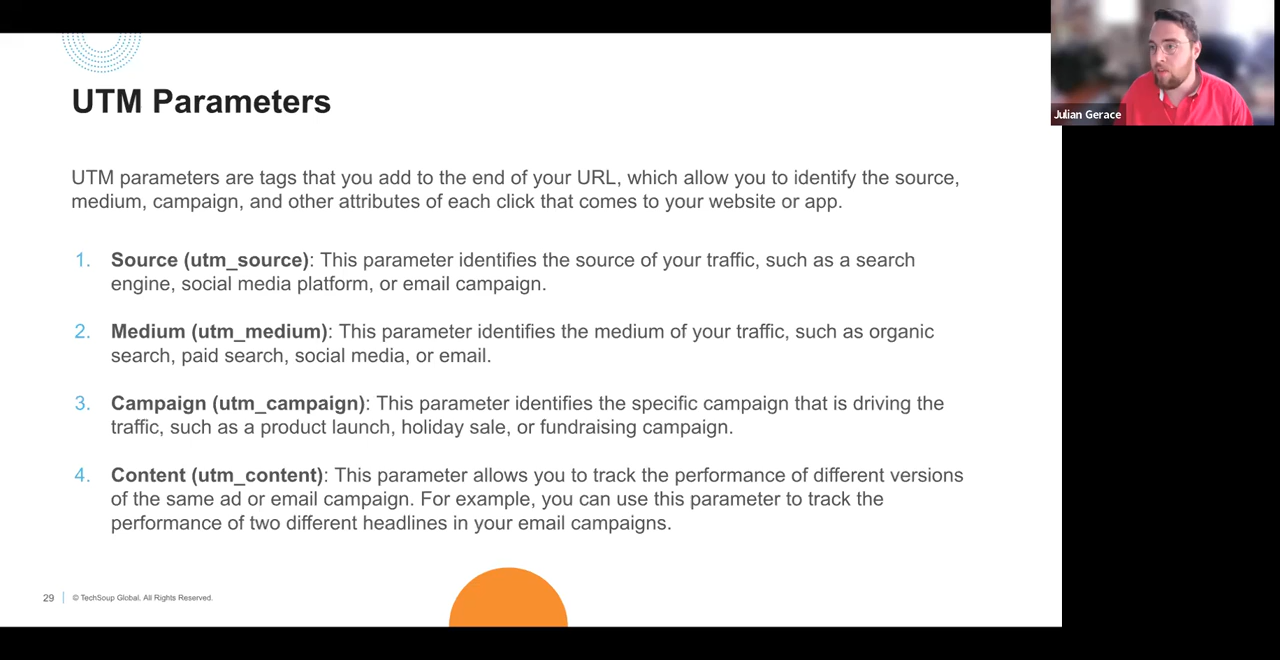 UTM Parameters
Julian Gerace
UTM parameters are tags that you add to the end of your URL, which allow you to identify the source,
medium, campaign, and other attributes of each click that comes to your website or app.
1. Source (utm_source): This parameter identifies the source of your traffic, such as a search
engine, social media platform, or email campaign.
2. Medium (utm_medium): This parameter identifies the medium of your traffic, such as organic
search, paid search, social media, or email.
3. Campaign (utm_campaign): This parameter identifies the specific campaign that is driving the
traffic, such as a product launch, holiday sale, or fundraising campaign.
4. Content (utm_content): This parameter allows you to track the performance of different versions
of the same ad or email campaign. For example, you can use this parameter to track the
performance of two different headlines in your email campaigns.
29 | © TechSoup Global. All Rights Reserved.